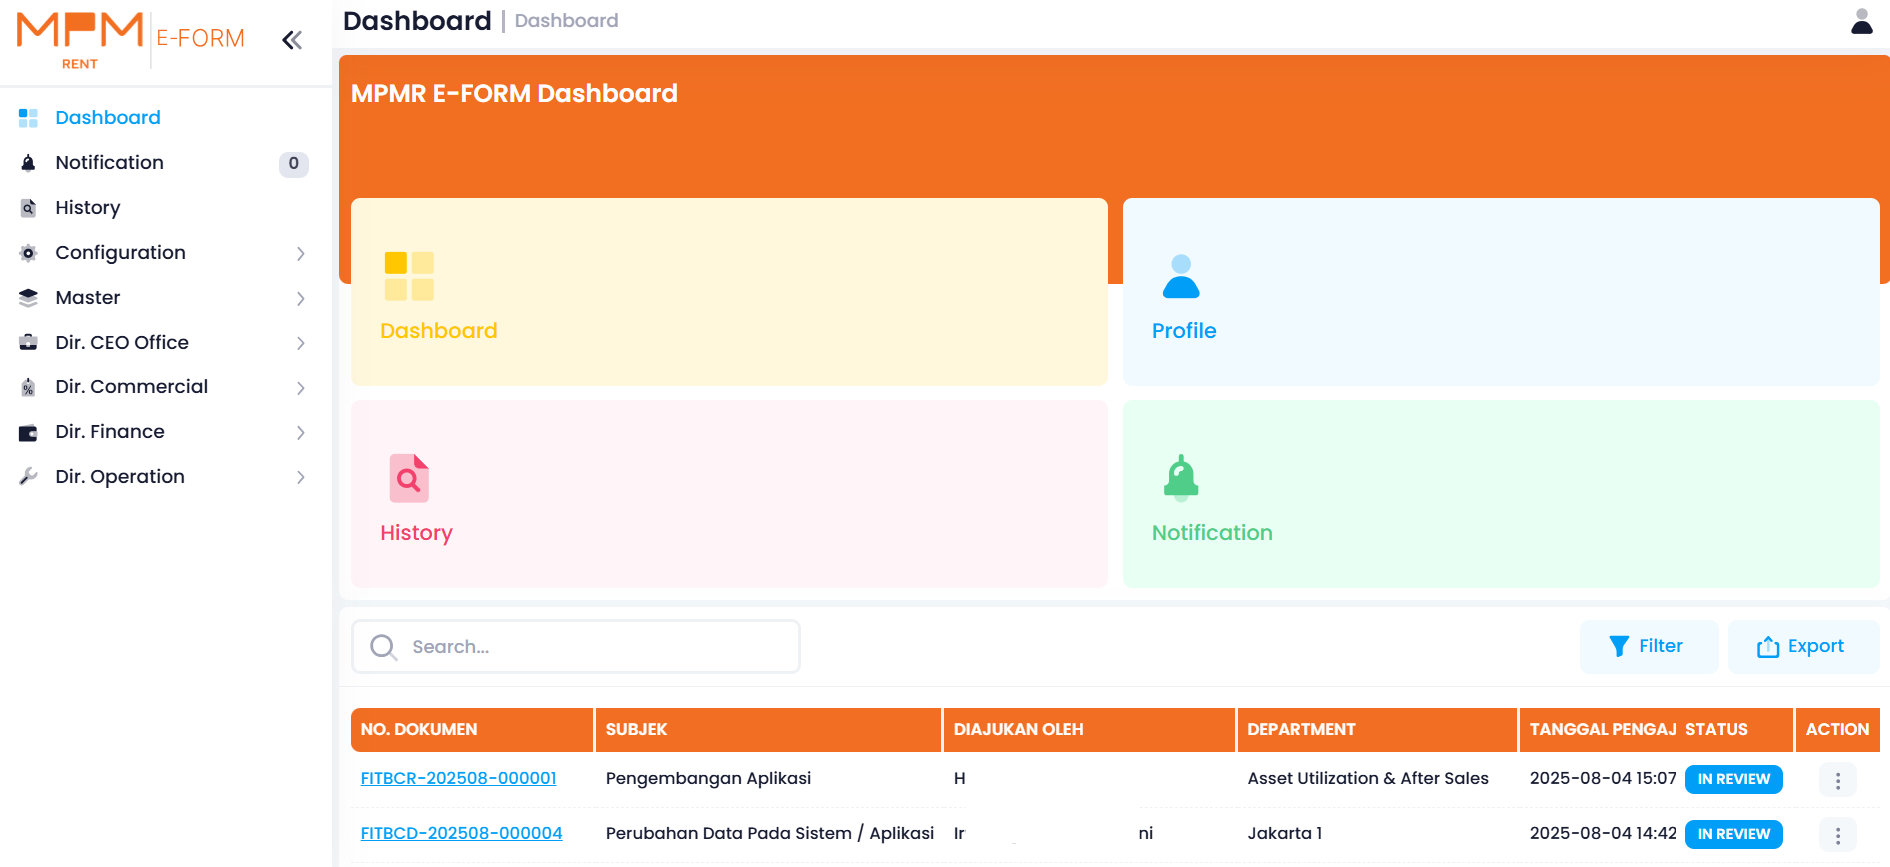 MPM E-FORM
RENT
Dashboard
Notification 0
History
Configuration
Master
Dir. CEO Office
Dir. Commercial
Dir. Finance
Dir. Operation
Dashboard | Dashboard
MPMR E-FORM Dashboard
Dashboard
Profile
History
Notification
Search...
Filter
Export
NO. DOKUMEN SUBJEK DIAJUKAN OLEH DEPARTMENT TANGGAL PENGAJ STATUS ACTION
FITBCR-202508-000001 Pengembangan Aplikasi H Asset Utilization & After Sales 2025-08-04 15:07 IN REVIEW
FITBCD-202508-000004 Perubahan Data Pada Sistem / Aplikasi ni Jakarta 1 2025-08-04 14:42 IN REVIEW